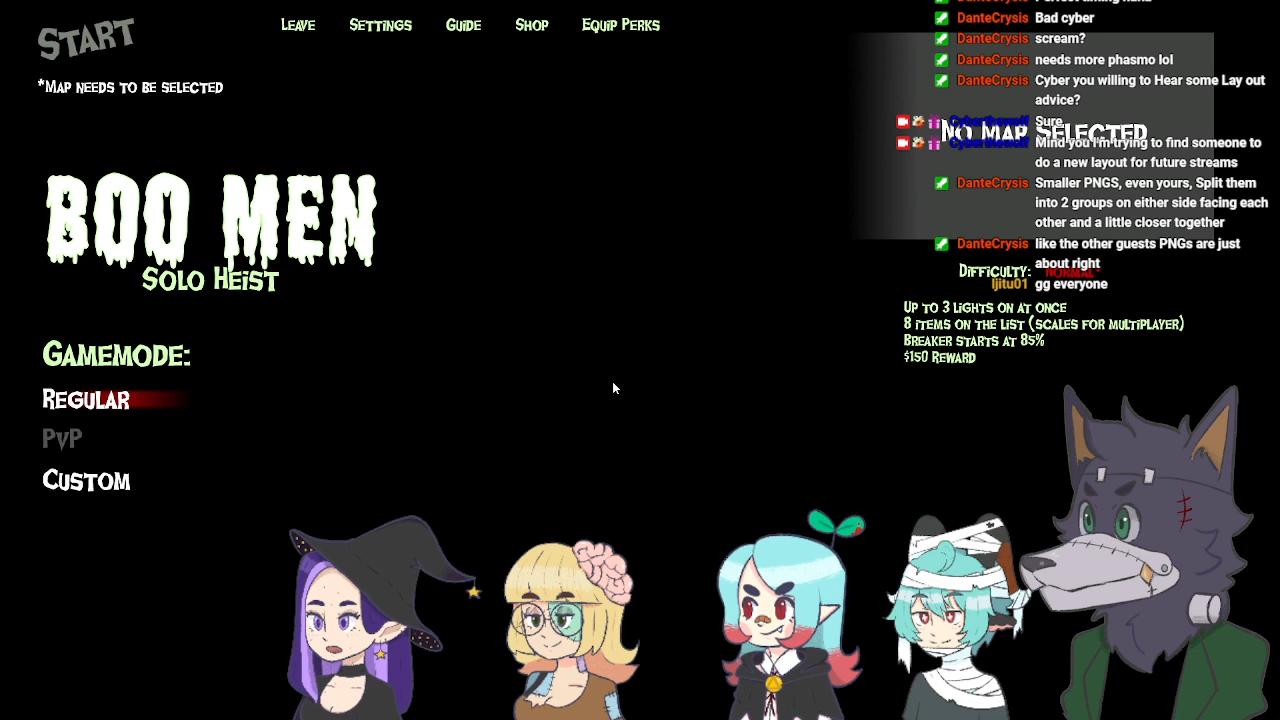 START
LEAVE
SETTINGS
GUIDE
SHOP
EQUIP PERKS
*MAP NEEDS TO BE SELECTED
BOO MEN
SOLO HEIST
GAMEMODE:
REGULAR
PVP
CUSTOM
DanteCrysis Bad cyber
DanteCrysis scream?
DanteCrysis needs more phasmo lol
DanteCrysis Cyber you willing to Hear some Lay out
advice?
Cyberthewolf Sure
NO MAP SELECTED
Cyberthewolf Mind you I'm trying to find someone to
do a new layout for future streams
DanteCrysis Smaller PNGS, even yours, Split them
into 2 groups on either side facing each
other and a little closer together
DanteCrysis like the other guests PNGs are just
about right
DIFFICULTY: NORMAL
ljitu01 gg everyone
UP TO 3 LIGHTS ON AT ONCE
8 ITEMS ON THE LIST (SCALES FOR MULTIPLAYER)
BREAKER STARTS AT 85%
$150 REWARD